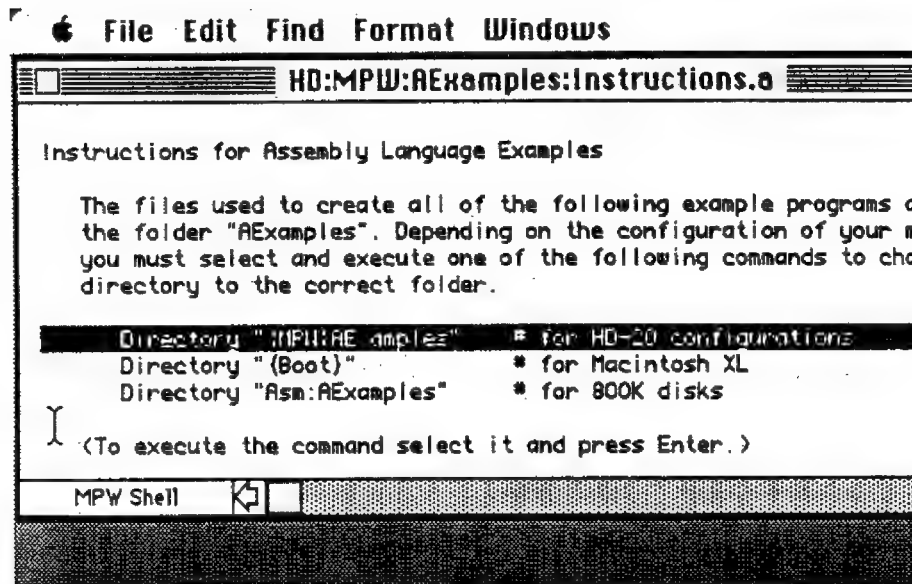 File Edit Find Format Windows
HD:MPW:AExamples:Instructions.a
Instructions for Assembly Language Examples
The files used to create all of the following example programs a
the folder "AExamples". Depending on the configuration of your m
you must select and execute one of the following commands to cha
directory to the correct folder.
Directory ":MPW:AE amples" # for HD-20 configurations
Directory "{Boot}" # for Macintosh XL
Directory "Asm:AExamples" # for 800K disks
(To execute the command select it and press Enter.)
MPW Shell